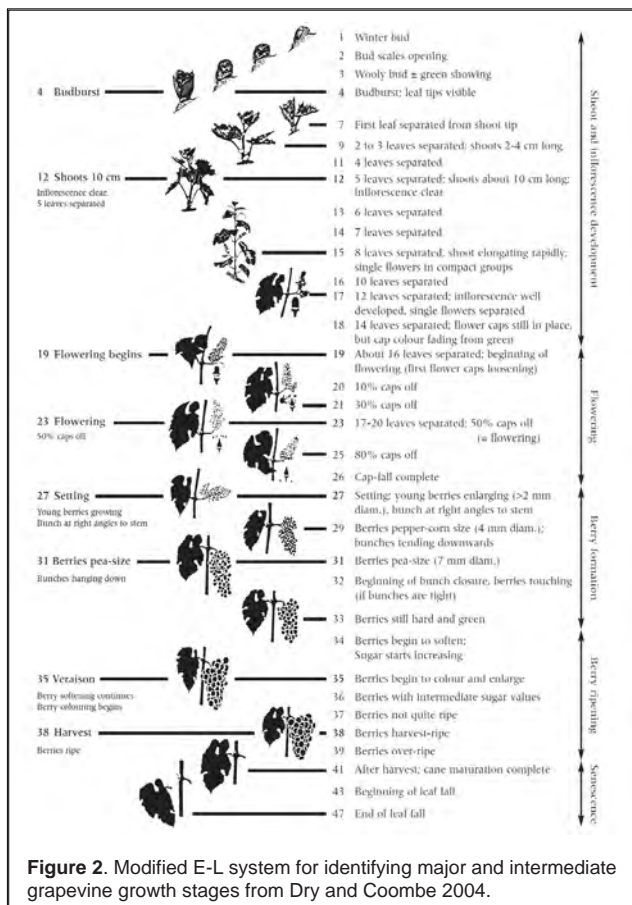 1 Winter bud
2 Bud scales opening
3 Wooly bud ± green showing
4 Budburst
4 Budburst; leaf tips visible
7 First leaf separated from shoot tip
9 2 to 3 leaves separated; shoots 2-4 cm long
11 4 leaves separated
12 Shoots 10 cm
Inflorescence clear,
5 leaves separated
12 5 leaves separated; shoots about 10 cm long;
inflorescence clear
13 6 leaves separated
14 7 leaves separated
15 8 leaves separated, shoot elongating rapidly;
single flowers in compact groups
16 10 leaves separated
17 12 leaves separated; inflorescence well
developed, single flowers separated
18 14 leaves separated; flower caps still in place,
but cap colour fading from green
Shoot and inflorescence development
19 Flowering begins
19 About 16 leaves separated; beginning of
flowering (first flower caps loosening)
20 10% caps off
21 30% caps off
23 Flowering
50% caps off
23 17-20 leaves separated; 50% caps off
(= flowering)
25 80% caps off
26 Cap-fall complete
Flowering
27 Setting
Young berries growing
Bunch at right angles to stem
27 Setting; young berries enlarging (>2 mm
diam.), bunch at right angles to stem
29 Berries pepper-corn size (4 mm diam.);
bunches tending downwards
31 Berries pea-size
Bunches hanging down
31 Berries pea-size (7 mm diam.)
32 Beginning of bunch closure, berries touching
(if bunches are tight)
33 Berries still hard and green
Berry formation
34 Berries begin to soften;
Sugar starts increasing
35 Veraison
Berry softening continues
Berry colouring begins
35 Berries begin to colour and enlarge
36 Berries with intermediate sugar values
37 Berries not quite ripe
38 Harvest
Berries ripe
38 Berries harvest-ripe
39 Berries over-ripe
Berry ripening
41 After harvest; cane maturation complete
43 Beginning of leaf fall
47 End of leaf fall
Senescence
Figure 2. Modified E-L system for identifying major and intermediate
grapevine growth stages from Dry and Coombe 2004.